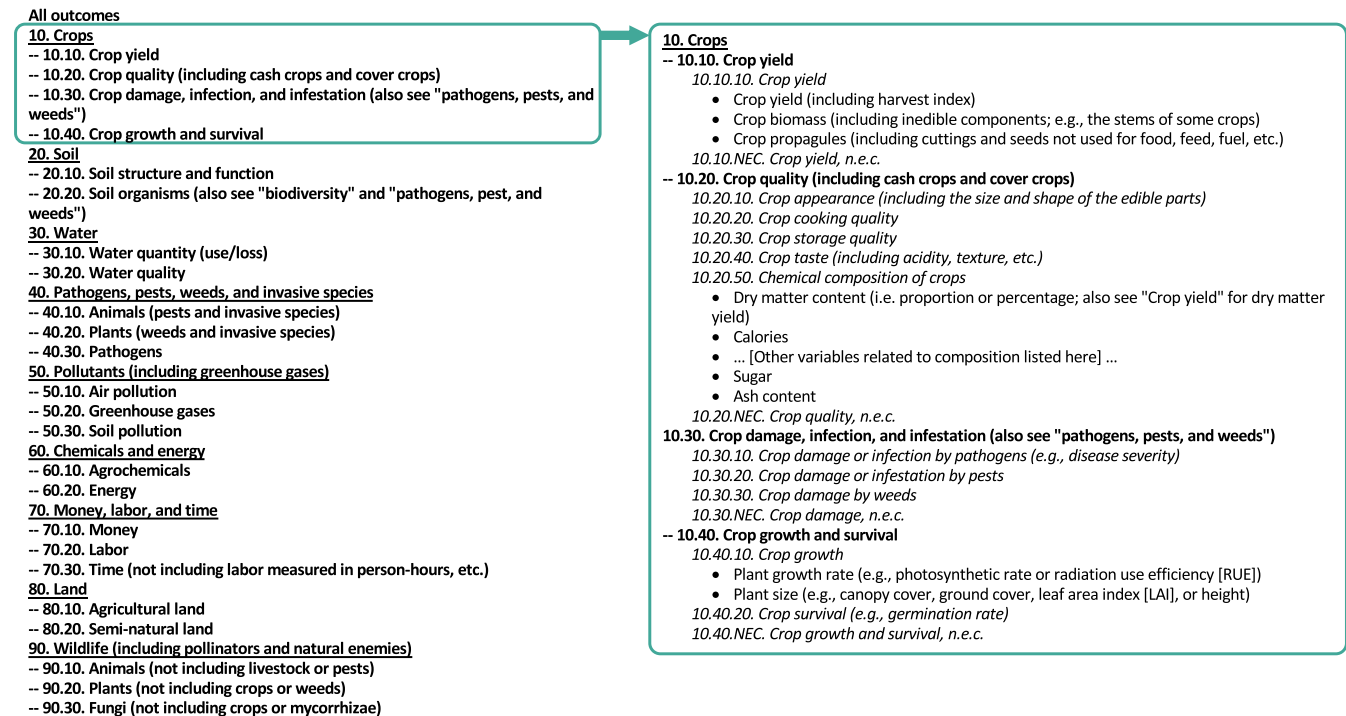 All outcomes
10. Crops
-- 10.10. Crop yield
-- 10.20. Crop quality (including cash crops and cover crops)
-- 10.30. Crop damage, infection, and infestation (also see "pathogens, pests, and
weeds")
-- 10.40. Crop growth and survival
20. Soil
-- 20.10. Soil structure and function
-- 20.20. Soil organisms (also see "biodiversity" and "pathogens, pest, and
weeds")
30. Water
-- 30.10. Water quantity (use/loss)
-- 30.20. Water quality
40. Pathogens, pests, weeds, and invasive species
-- 40.10. Animals (pests and invasive species)
-- 40.20. Plants (weeds and invasive species)
-- 40.30. Pathogens
50. Pollutants (including greenhouse gases)
-- 50.10. Air pollution
-- 50.20. Greenhouse gases
-- 50.30. Soil pollution
60. Chemicals and energy
-- 60.10. Agrochemicals
-- 60.20. Energy
70. Money, labor, and time
-- 70.10. Money
-- 70.20. Labor
-- 70.30. Time (not including labor measured in person-hours, etc.)
80. Land
-- 80.10. Agricultural land
-- 80.20. Semi-natural land
90. Wildlife (including pollinators and natural enemies)
-- 90.10. Animals (not including livestock or pests)
-- 90.20. Plants (not including crops or weeds)
-- 90.30. Fungi (not including crops or mycorrhizae)
10. Crops
-- 10.10. Crop yield
10.10.10. Crop yield
• Crop yield (including harvest index)
• Crop biomass (including inedible components; e.g., the stems of some crops)
• Crop propagules (including cuttings and seeds not used for food, feed, fuel, etc.)
10.10.NEC. Crop yield, n.e.c.
-- 10.20. Crop quality (including cash crops and cover crops)
10.20.10. Crop appearance (including the size and shape of the edible parts)
10.20.20. Crop cooking quality
10.20.30. Crop storage quality
10.20.40. Crop taste (including acidity, texture, etc.)
10.20.50. Chemical composition of crops
• Dry matter content (i.e. proportion or percentage; also see "Crop yield" for dry matter
yield)
• Calories
• ... [Other variables related to composition listed here] ...
• Sugar
• Ash content
10.20.NEC. Crop quality, n.e.c.
10.30. Crop damage, infection, and infestation (also see "pathogens, pests, and weeds")
10.30.10. Crop damage or infection by pathogens (e.g., disease severity)
10.30.20. Crop damage or infestation by pests
10.30.30. Crop damage by weeds
10.30.NEC. Crop damage, n.e.c.
-- 10.40. Crop growth and survival
10.40.10. Crop growth
• Plant growth rate (e.g., photosynthetic rate or radiation use efficiency [RUE])
• Plant size (e.g., canopy cover, ground cover, leaf area index [LAI], or height)
10.40.20. Crop survival (e.g., germination rate)
10.40.NEC. Crop growth and survival, n.e.c.